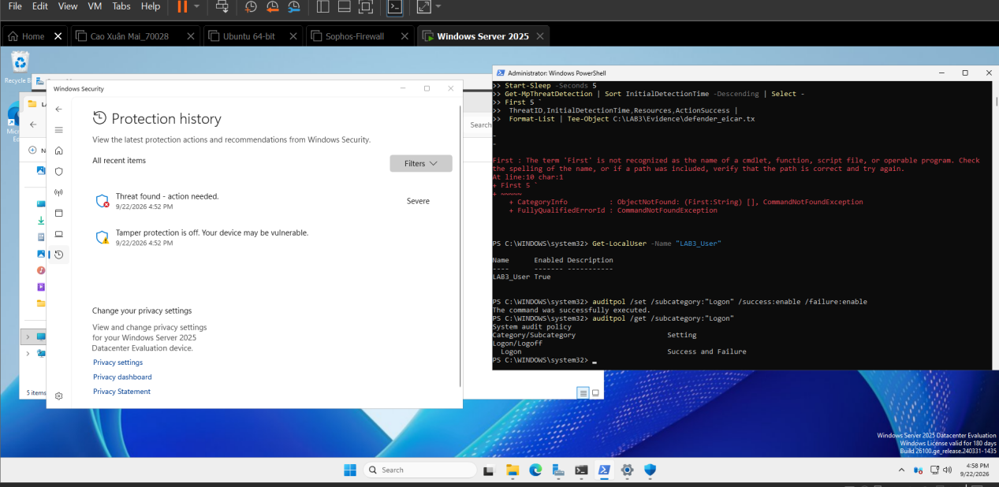 File Edit View VM Tabs Help
Home
Cao Xuân Mai_70028
Ubuntu 64-bit
Sophos-Firewall
Windows Server 2025
Recycle B
Windows Security
Protection history
View the latest protection actions and recommendations from Windows Security.
All recent items
Filters
Threat found - action needed.
9/22/2026 4:52 PM
Severe
Tamper protection is off. Your device may be vulnerable.
9/22/2026 4:52 PM
Change your privacy settings
View and change privacy settings
for your Windows Server 2025
Datacenter Evaluation device.
Privacy settings
Privacy dashboard
Privacy Statement
5 items
Search
Administrator: Windows PowerShell
>> Start-Sleep -Seconds 5
>> Get-MpThreatDetection | Sort InitialDetectionTime -Descending | Select -
>> First 5 `
>>  ThreatID,InitialDetectionTime,Resources,ActionSuccess |
>>  Format-List | Tee-Object C:\LAB3\Evidence\defender_eicar.tx
First : The term 'First' is not recognized as the name of a cmdlet, function, script file, or operable program. Check
the spelling of the name, or if a path was included, verify that the path is correct and try again.
At line:10 char:1
+ First 5 `
+ ~~~~~
+ CategoryInfo : ObjectNotFound: (First:String) [], CommandNotFoundException
+ FullyQualifiedErrorId : CommandNotFoundException
PS C:\WINDOWS\system32> Get-LocalUser -Name "LAB3_User"
Name Enabled Description
---- ------- -----------
LAB3_User True
PS C:\WINDOWS\system32> auditpol /set /subcategory:"Logon" /success:enable /failure:enable
The command was successfully executed.
PS C:\WINDOWS\system32> auditpol /get /subcategory:"Logon"
System audit policy
Category/Subcategory Setting
Logon/Logoff
Logon Success and Failure
PS C:\WINDOWS\system32>
Windows Server 2025 Datacenter Evaluation
Windows License valid for 180 days
Build 26100.ge_release.240331-1435
Search
4:58 PM
9/22/2026